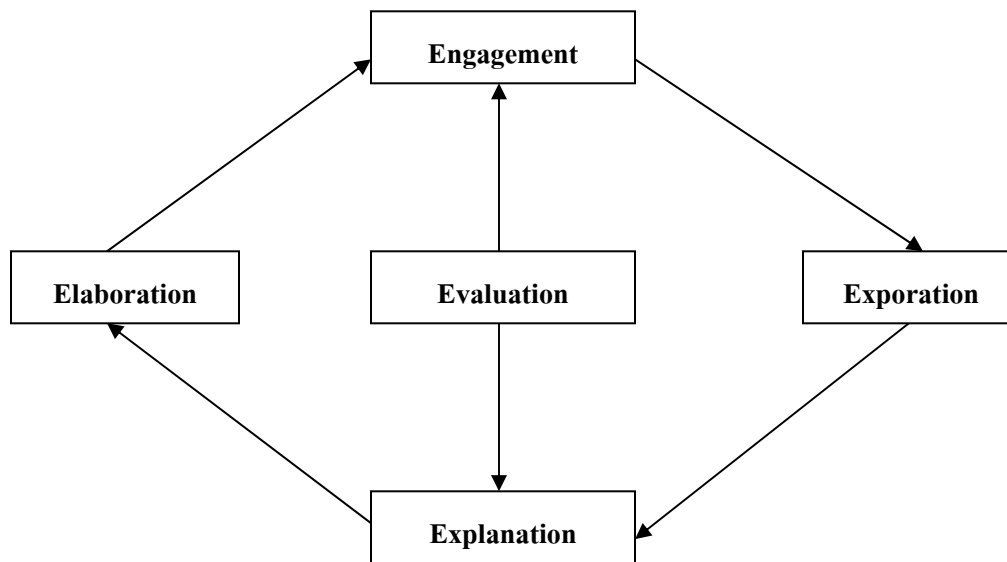 Engagement
Elaboration
Evaluation
Exporation
Explanation